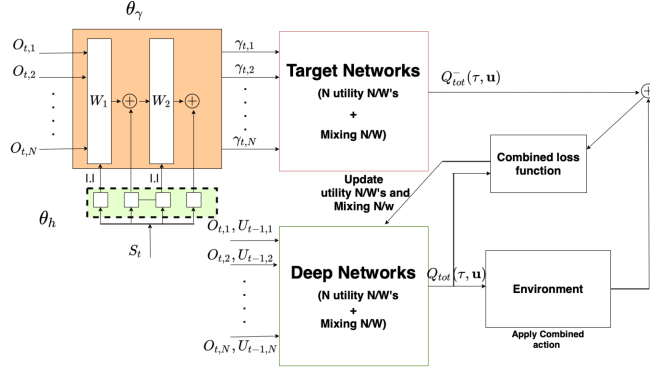 θ_γ
O_{t,1}
O_{t,2}
O_{t,N}
W_1
+
W_2
+
|.|
|.|
θ_h
S_t
γ_{t,1}
γ_{t,2}
γ_{t,N}
Target Networks
(N utility N/W's
+
Mixing N/W)
Q^-_{tot}(τ, u)
+
Combined loss
function
Update
utility N/W's and
Mixing N/w
O_{t,1}, U_{t−1,1}
O_{t,2}, U_{t−1,2}
O_{t,N}, U_{t−1,N}
Deep Networks
(N utility N/W's
+
Mixing N/W)
Q_{tot}(τ, u)
Environment
Apply Combined
action